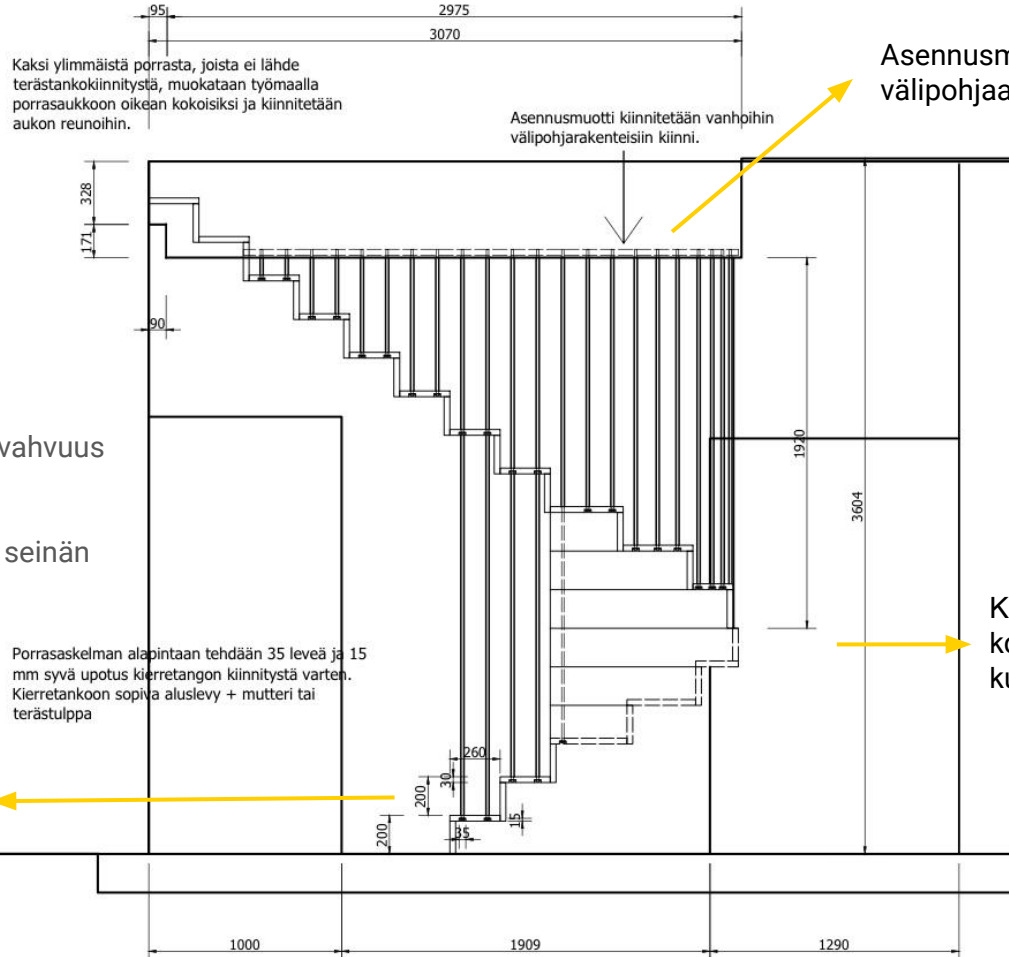 95
2975
3070
Kaksi ylimmäistä porrasta, joista ei lähde
terästankokiinnitystä, muokataan työmaalla
porrasaukkoon oikean kokoisiksi ja kiinnitetään
aukon reunoihin.
Asennusm
välipohjaa
Asennusmuotti kiinnitetään vanhoihin
välipohjarakenteisiin kiinni.
328
171
90
vahvuus
1920
3604
seinän
K
ko
ku
Porrasaskelman alapintaan tehdään 35 leveä ja 15
mm syvä upotus kierretangon kiinnitystä varten.
Kierretankoon sopiva aluslevy + mutteri tai
terästulppa
260
30
200
15
200
35
1000
1909
1290